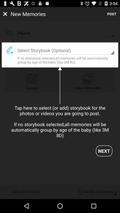 3:04
New Memories
POST
Select Storybook (Optional)
If no storybook selected,all memories will be
automatically group by age of baby (like 3M 8D)
Tap here to select (or add) storybook for the
photos or videos you are going to post.
If no storybook selected,all memories will be
automatically group by age of the baby (like 3M
8D)
NEXT